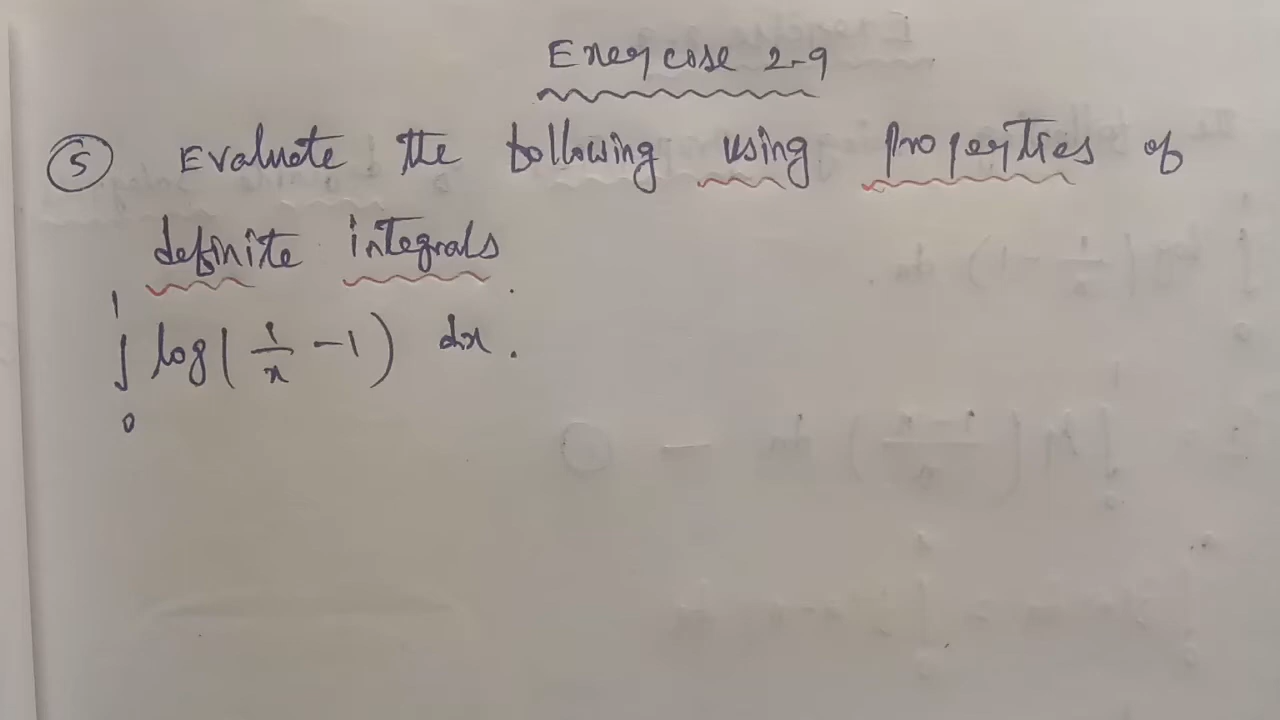 Exercise 2.9
⑤ Evaluate the following using properties of
definite integrals
∫₀¹ log(1/x − 1) dx.